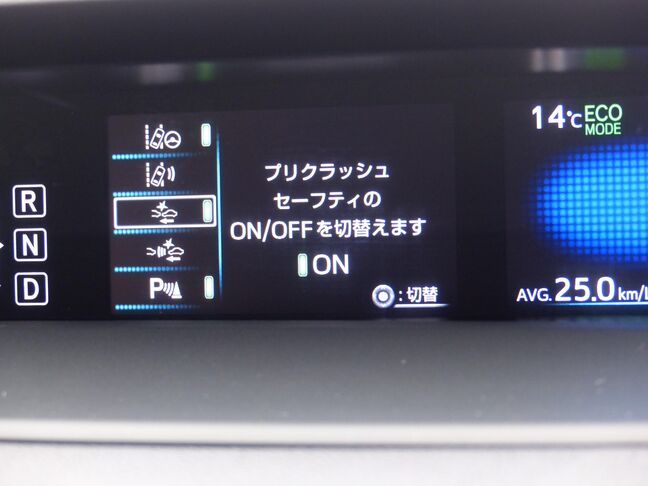 R
N
D
P
プリクラッシュ
セーフティの
ON/OFFを切替えます
ON
:切替
14℃
ECO
MODE
AVG.25.0km/L